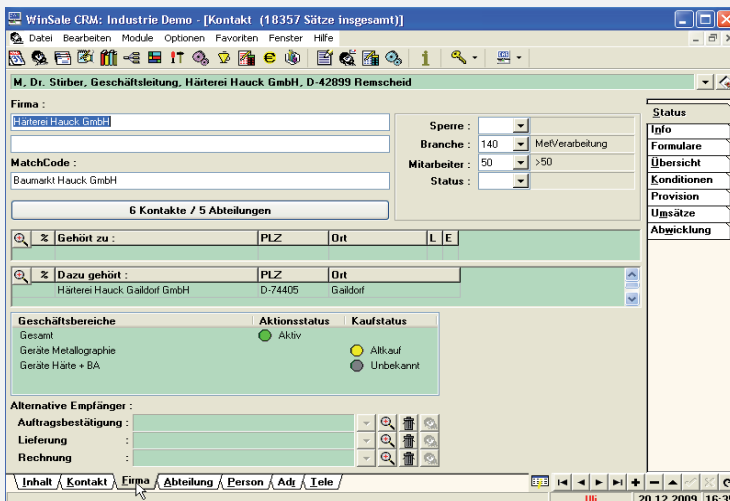 WinSale CRM: Industrie Demo - [Kontakt (18357 Sätze insgesamt)]
Datei Bearbeiten Module Optionen Favoriten Fenster Hilfe
M, Dr. Stirber, Geschäftsleitung, Härterei Hauck GmbH, D-42899 Remscheid
Firma :
Härterei Hauck GmbH
MatchCode :
Baumarkt Hauck GmbH
6 Kontakte / 5 Abteilungen
Sperre :
Branche : 140 MetVerarbeitung
Mitarbeiter : 50 >50
Status :
Status
Info
Formulare
Übersicht
Konditionen
Provision
Umsätze
Abwicklung
% Gehört zu : PLZ Ort L E
% Dazu gehört : PLZ Ort
Härterei Hauck Gaildorf GmbH D-74405 Gaildorf
Geschäftsbereiche Aktionsstatus Kaufstatus
Gesamt Aktiv
Geräte Metallographie Altkauf
Geräte Härte + BA Unbekannt
Alternative Empfänger :
Auftragsbestätigung :
Lieferung :
Rechnung :
Inhalt Kontakt Firma Abteilung Person Adr Tele
Uli 20.12.2009